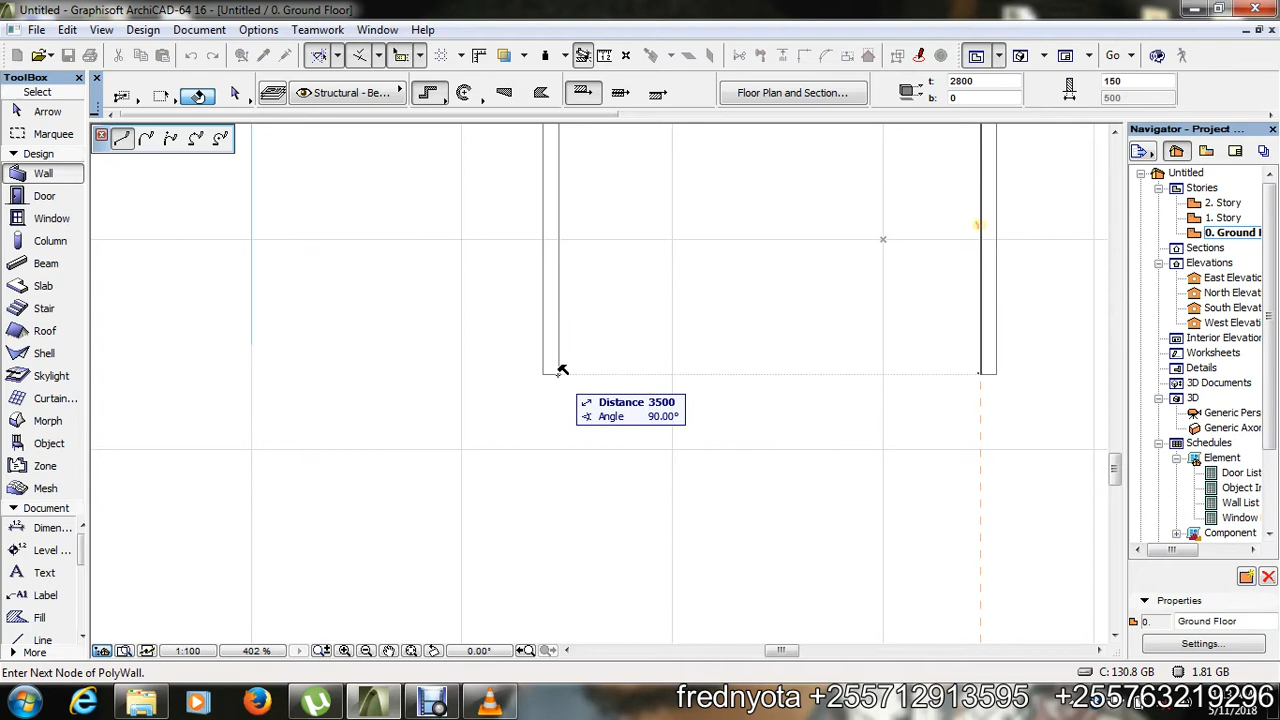 Untitled - Graphisoft ArchiCAD-64 16 - [Untitled / 0. Ground Floor]
File Edit View Design Document Options Teamwork Window Help
ToolBox
Select
Arrow
Marquee
Design
Wall
Door
Window
Column
Beam
Slab
Stair
Roof
Shell
Skylight
Curtain...
Morph
Object
Zone
Mesh
Document
Dimen...
Level ...
Text
Label
Fill
Line
More
Go
Structural - Be...
Floor Plan and Section...
t: 2800
b: 0
150
500
Distance 3500
Angle 90.00°
Navigator - Project ...
Untitled
Stories
2. Story
1. Story
0. Ground F
Sections
Elevations
East Elevatio
North Elevat
South Elevat
West Elevati
Interior Elevation
Worksheets
Details
3D Documents
3D
Generic Pers
Generic Axon
Schedules
Element
Door List
Object In
Wall List
Window
Component
Properties
0. Ground Floor
Settings...
1:100
402 %
0.00°
Enter Next Node of PolyWall.
C: 130.8 GB
1.81 GB
frednyota +255712913595 +255763219296
5/11/2018